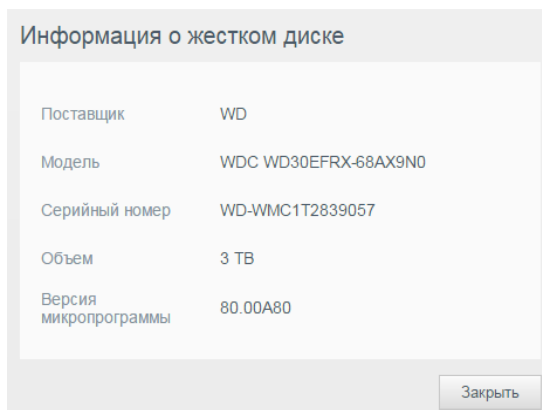 Информация о жестком диске
Поставщик WD
Модель WDC WD30EFRX-68AX9N0
Серийный номер WD-WMC1T2839057
Объем 3 TB
Версия
микропрограммы 80.00A80
Закрыть